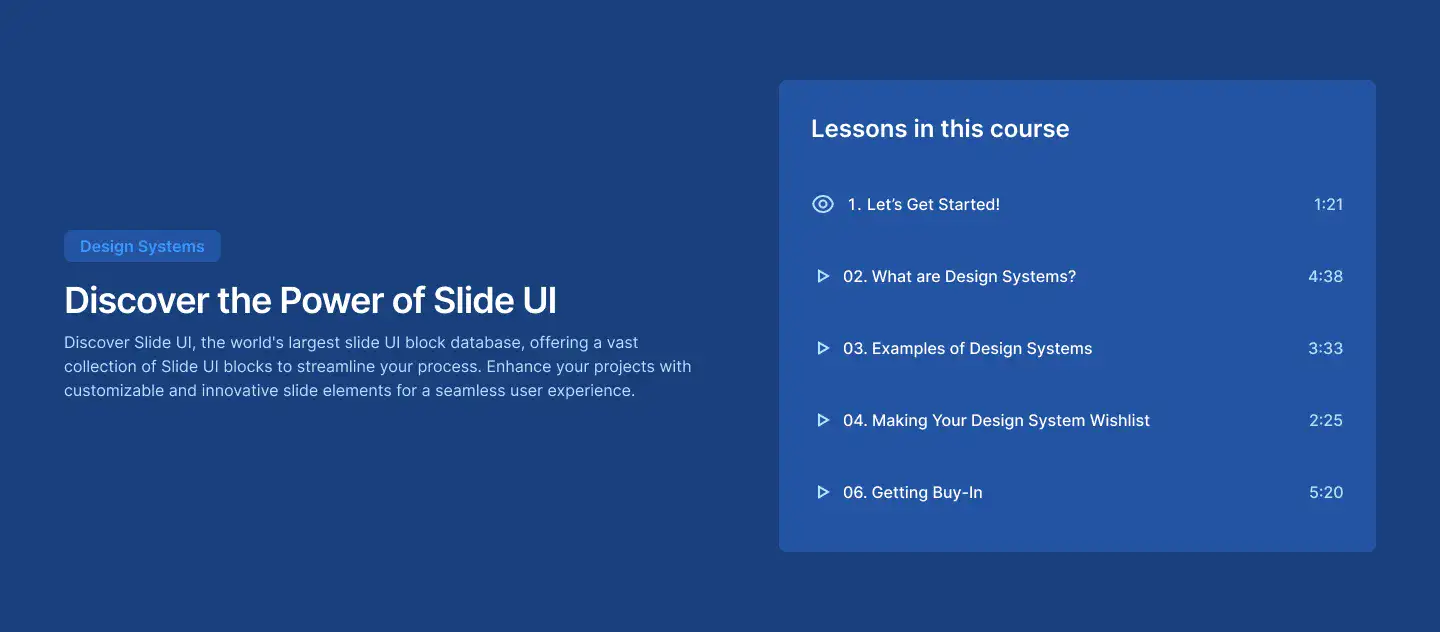 Design Systems
Discover the Power of Slide UI
Discover Slide UI, the world's largest slide UI block database, offering a vast
collection of Slide UI blocks to streamline your process. Enhance your projects with
customizable and innovative slide elements for a seamless user experience.
Lessons in this course
1. Let’s Get Started! 1:21
02. What are Design Systems? 4:38
03. Examples of Design Systems 3:33
04. Making Your Design System Wishlist 2:25
06. Getting Buy-In 5:20